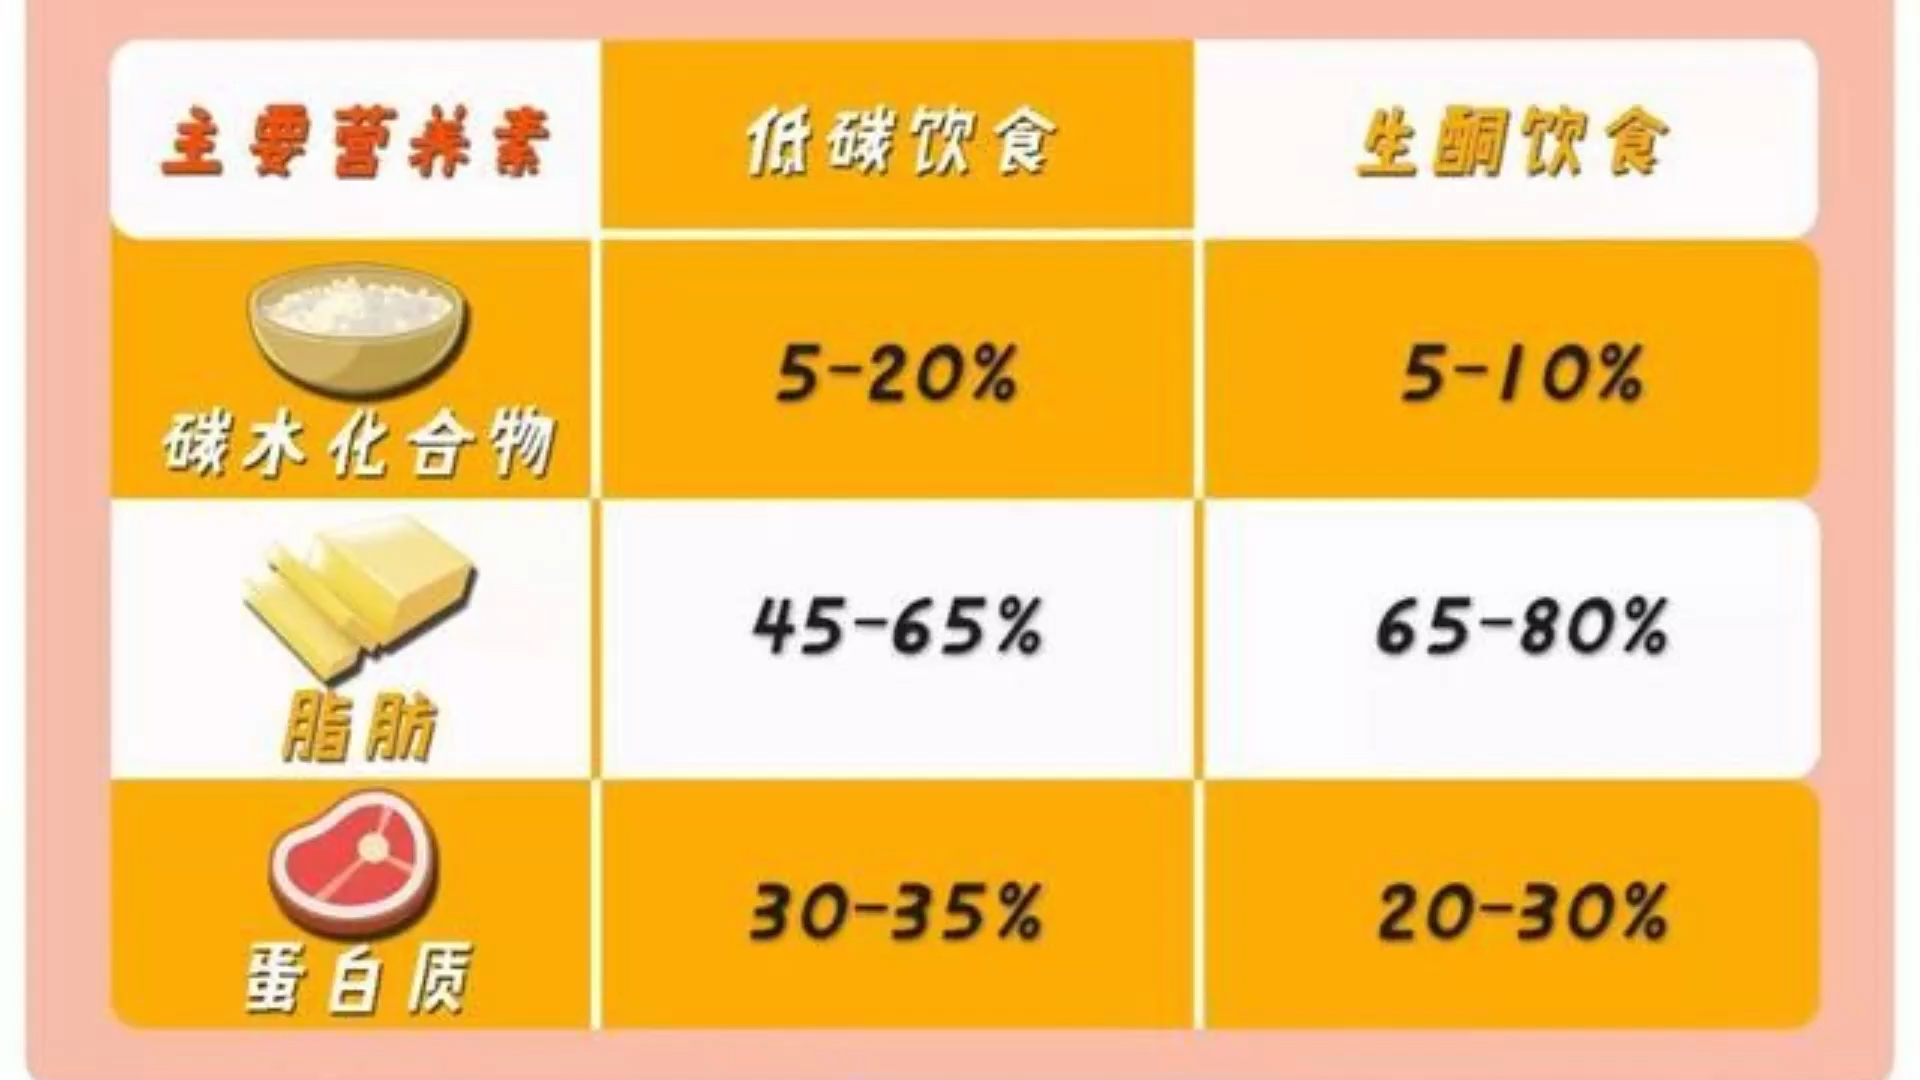 主要营养素 低碳饮食 生酮饮食
碳水化合物 5-20% 5-10%
脂肪 45-65% 65-80%
蛋白质 30-35% 20-30%